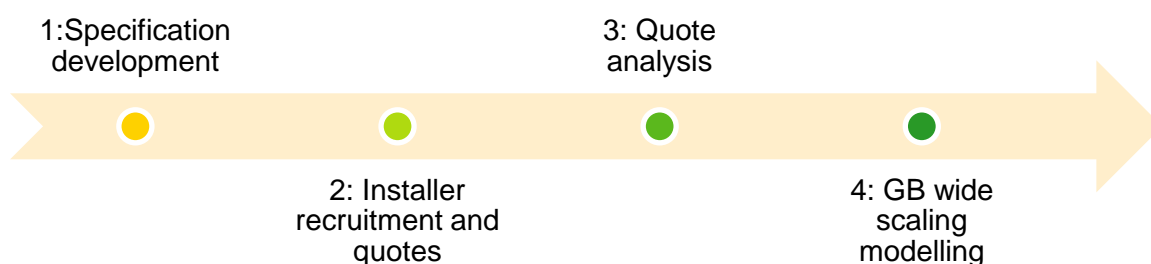 1:Specification
development
2: Installer
recruitment and
quotes
3: Quote
analysis
4: GB wide
scaling
modelling